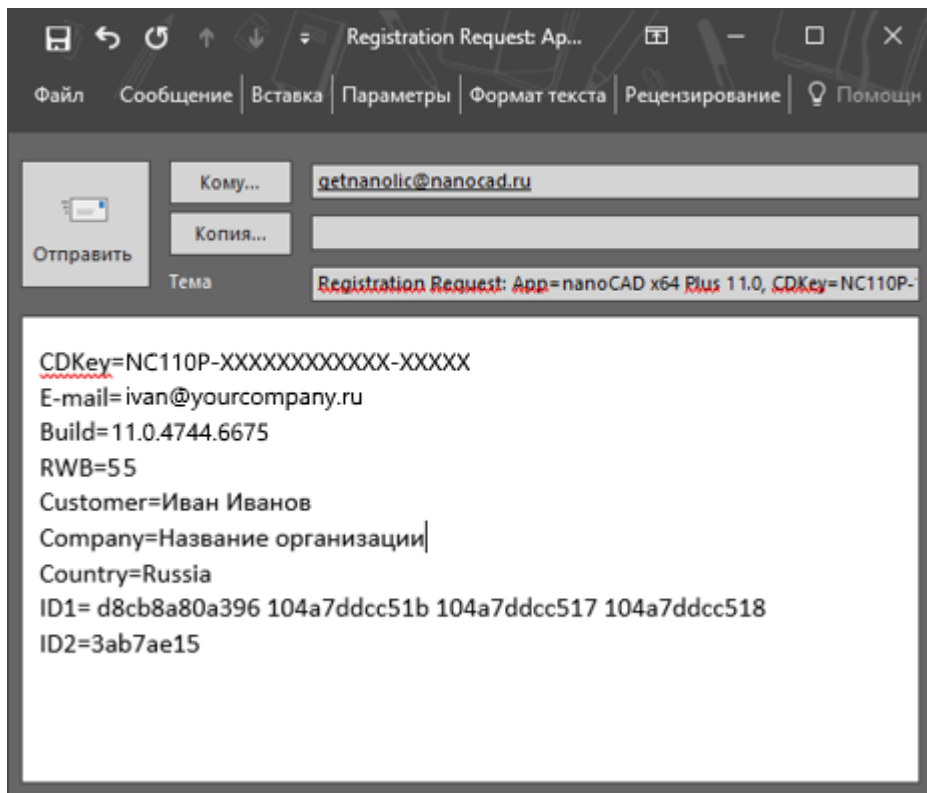 Registration Request: Ap...
Файл Сообщение Вставка Параметры Формат текста Рецензирование Помощн
Кому... getnanolic@nanocad.ru
Копия...
Отправить
Тема Registration Request: App=nanoCAD x64 Plus 11.0, CDKey=NC110P-
CDKey=NC110P-XXXXXXXXXXXX-XXXXX
E-mail=ivan@yourcompany.ru
Build=11.0.4744.6675
RWB=55
Customer=Иван Иванов
Company=Название организации
Country=Russia
ID1= d8cb8a80a396 104a7ddcc51b 104a7ddcc517 104a7ddcc518
ID2=3ab7ae15